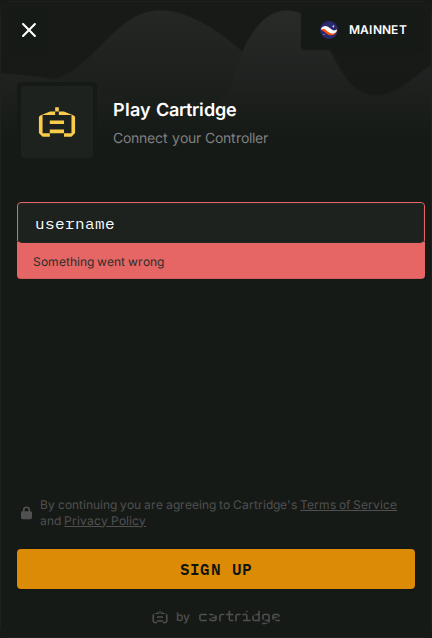 MAINNET
Play Cartridge
Connect your Controller
username
Something went wrong
By continuing you are agreeing to Cartridge's Terms of Service
and Privacy Policy
SIGN UP
by cartridge